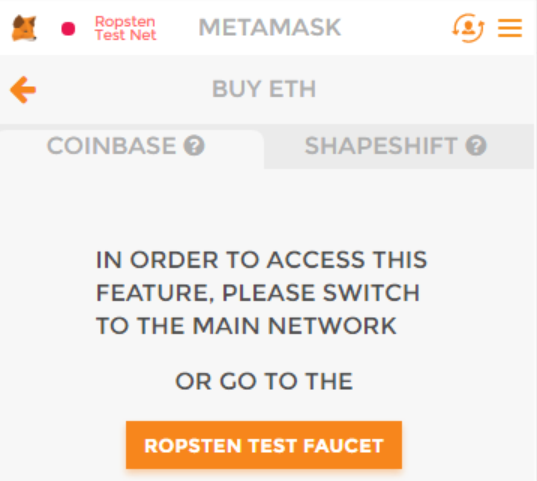 Ropsten
Test Net
METAMASK
BUY ETH
COINBASE ?
SHAPESHIFT ?
IN ORDER TO ACCESS THIS
FEATURE, PLEASE SWITCH
TO THE MAIN NETWORK
OR GO TO THE
ROPSTEN TEST FAUCET